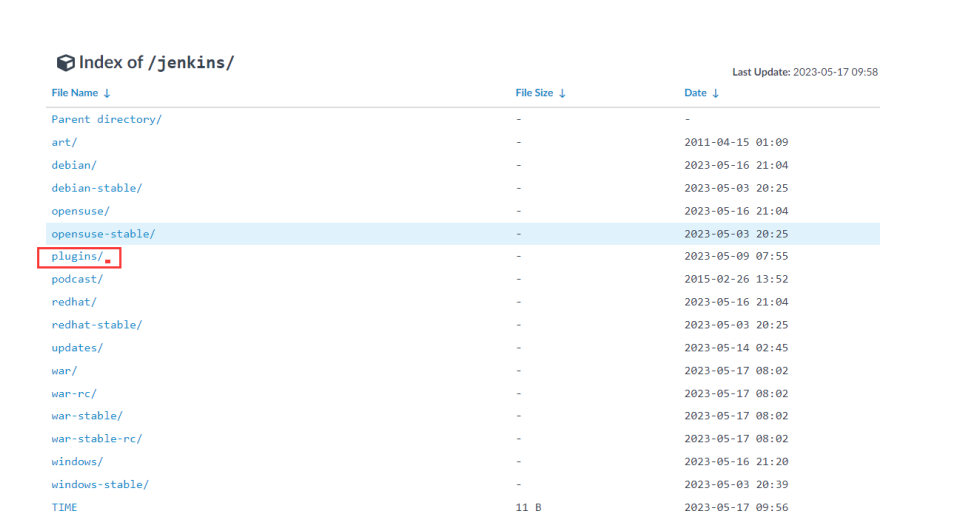 Index of /jenkins/
Last Update: 2023-05-17 09:58
File Name ↓ File Size ↓ Date ↓
Parent directory/ - -
art/ - 2011-04-15 01:09
debian/ - 2023-05-16 21:04
debian-stable/ - 2023-05-03 20:25
opensuse/ - 2023-05-16 21:04
opensuse-stable/ - 2023-05-03 20:25
plugins/ - 2023-05-09 07:55
podcast/ - 2015-02-26 13:52
redhat/ - 2023-05-16 21:04
redhat-stable/ - 2023-05-03 20:25
updates/ - 2023-05-14 02:45
war/ - 2023-05-17 08:02
war-rc/ - 2023-05-17 08:02
war-stable/ - 2023-05-17 08:02
war-stable-rc/ - 2023-05-17 08:02
windows/ - 2023-05-16 21:20
windows-stable/ - 2023-05-03 20:39
TIME 11 B 2023-05-17 09:56